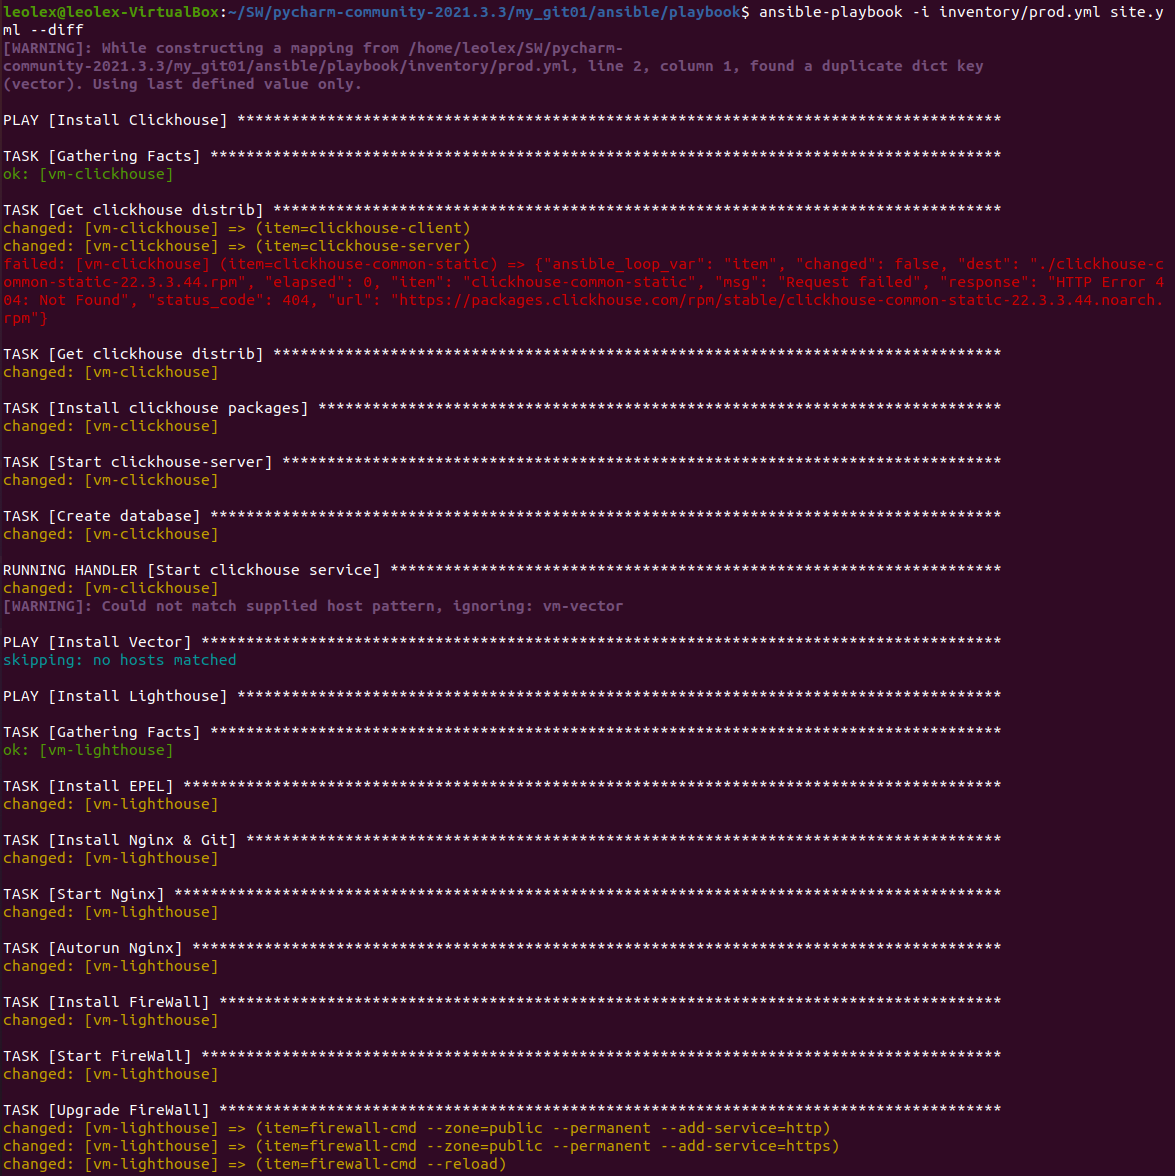 leolex@leolex-VirtualBox:~/SW/pycharm-community-2021.3.3/my_git01/ansible/playbook$ ansible-playbook -i inventory/prod.yml site.y
ml --diff
[WARNING]: While constructing a mapping from /home/leolex/SW/pycharm-
community-2021.3.3/my_git01/ansible/playbook/inventory/prod.yml, line 2, column 1, found a duplicate dict key
(vector). Using last defined value only.
PLAY [Install Clickhouse] *************************************************************************************
TASK [Gathering Facts] ****************************************************************************************
ok: [vm-clickhouse]
TASK [Get clickhouse distrib] *********************************************************************************
changed: [vm-clickhouse] => (item=clickhouse-client)
changed: [vm-clickhouse] => (item=clickhouse-server)
failed: [vm-clickhouse] (item=clickhouse-common-static) => {"ansible_loop_var": "item", "changed": false, "dest": "./clickhouse-c
ommon-static-22.3.3.44.rpm", "elapsed": 0, "item": "clickhouse-common-static", "msg": "Request failed", "response": "HTTP Error 4
04: Not Found", "status_code": 404, "url": "https://packages.clickhouse.com/rpm/stable/clickhouse-common-static-22.3.3.44.noarch.
rpm"}
TASK [Get clickhouse distrib] *********************************************************************************
changed: [vm-clickhouse]
TASK [Install clickhouse packages] ****************************************************************************
changed: [vm-clickhouse]
TASK [Start clickhouse-server] ********************************************************************************
changed: [vm-clickhouse]
TASK [Create database] ****************************************************************************************
changed: [vm-clickhouse]
RUNNING HANDLER [Start clickhouse service] ********************************************************************
changed: [vm-clickhouse]
[WARNING]: Could not match supplied host pattern, ignoring: vm-vector
PLAY [Install Vector] *****************************************************************************************
skipping: no hosts matched
PLAY [Install Lighthouse] *************************************************************************************
TASK [Gathering Facts] ****************************************************************************************
ok: [vm-lighthouse]
TASK [Install EPEL] *******************************************************************************************
changed: [vm-lighthouse]
TASK [Install Nginx & Git] ************************************************************************************
changed: [vm-lighthouse]
TASK [Start Nginx] ********************************************************************************************
changed: [vm-lighthouse]
TASK [Autorun Nginx] ******************************************************************************************
changed: [vm-lighthouse]
TASK [Install FireWall] ***************************************************************************************
changed: [vm-lighthouse]
TASK [Start FireWall] *****************************************************************************************
changed: [vm-lighthouse]
TASK [Upgrade FireWall] ***************************************************************************************
changed: [vm-lighthouse] => (item=firewall-cmd --zone=public --permanent --add-service=http)
changed: [vm-lighthouse] => (item=firewall-cmd --zone=public --permanent --add-service=https)
changed: [vm-lighthouse] => (item=firewall-cmd --reload)